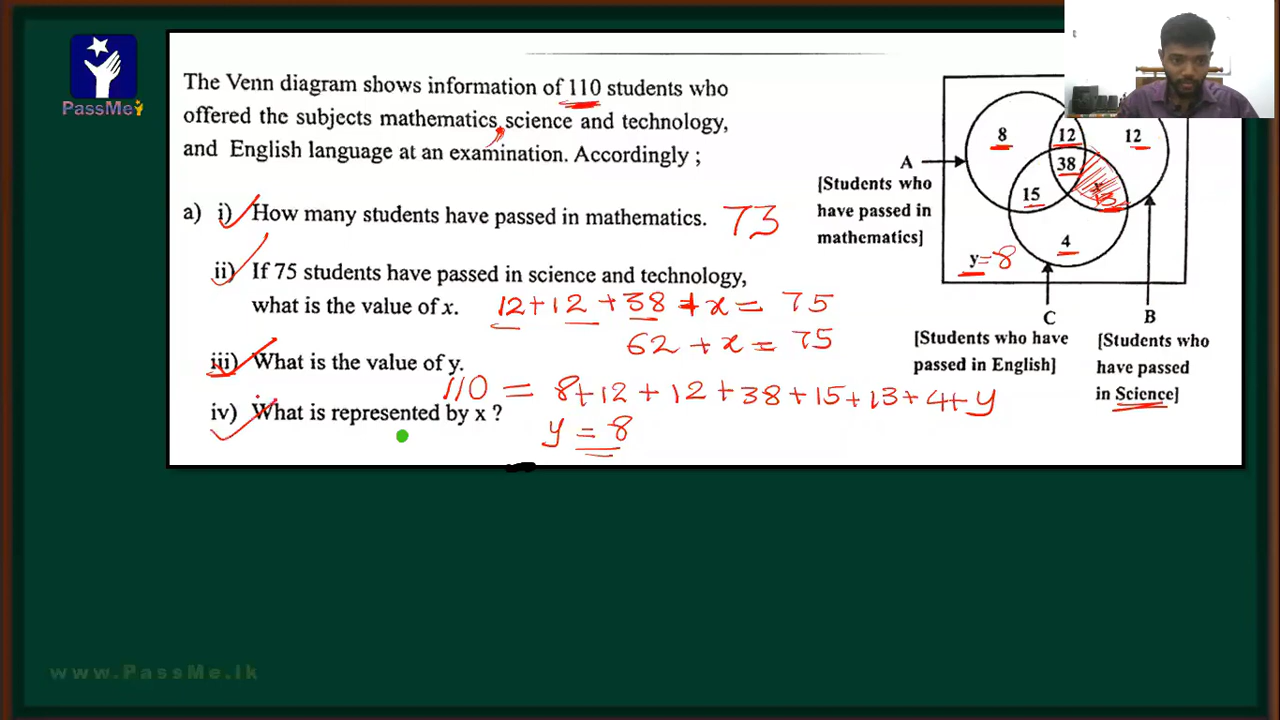 PassMe
The Venn diagram shows information of 110 students who
offered the subjects mathematics science and technology,
and English language at an examination. Accordingly ;
a) i) How many students have passed in mathematics. 73
ii) If 75 students have passed in science and technology,
what is the value of x. 12+12+38+x= 75
62 + x = 75
iii) What is the value of y.
110 = 8+12+12+38+15+13+4+y
iv) What is represented by x ?
y = 8
8
12
12
38
x
13
15
4
y=8
A
[Students who
have passed in
mathematics]
C
[Students who have
passed in English]
B
[Students who
have passed
in Science]
www.PassMe.lk